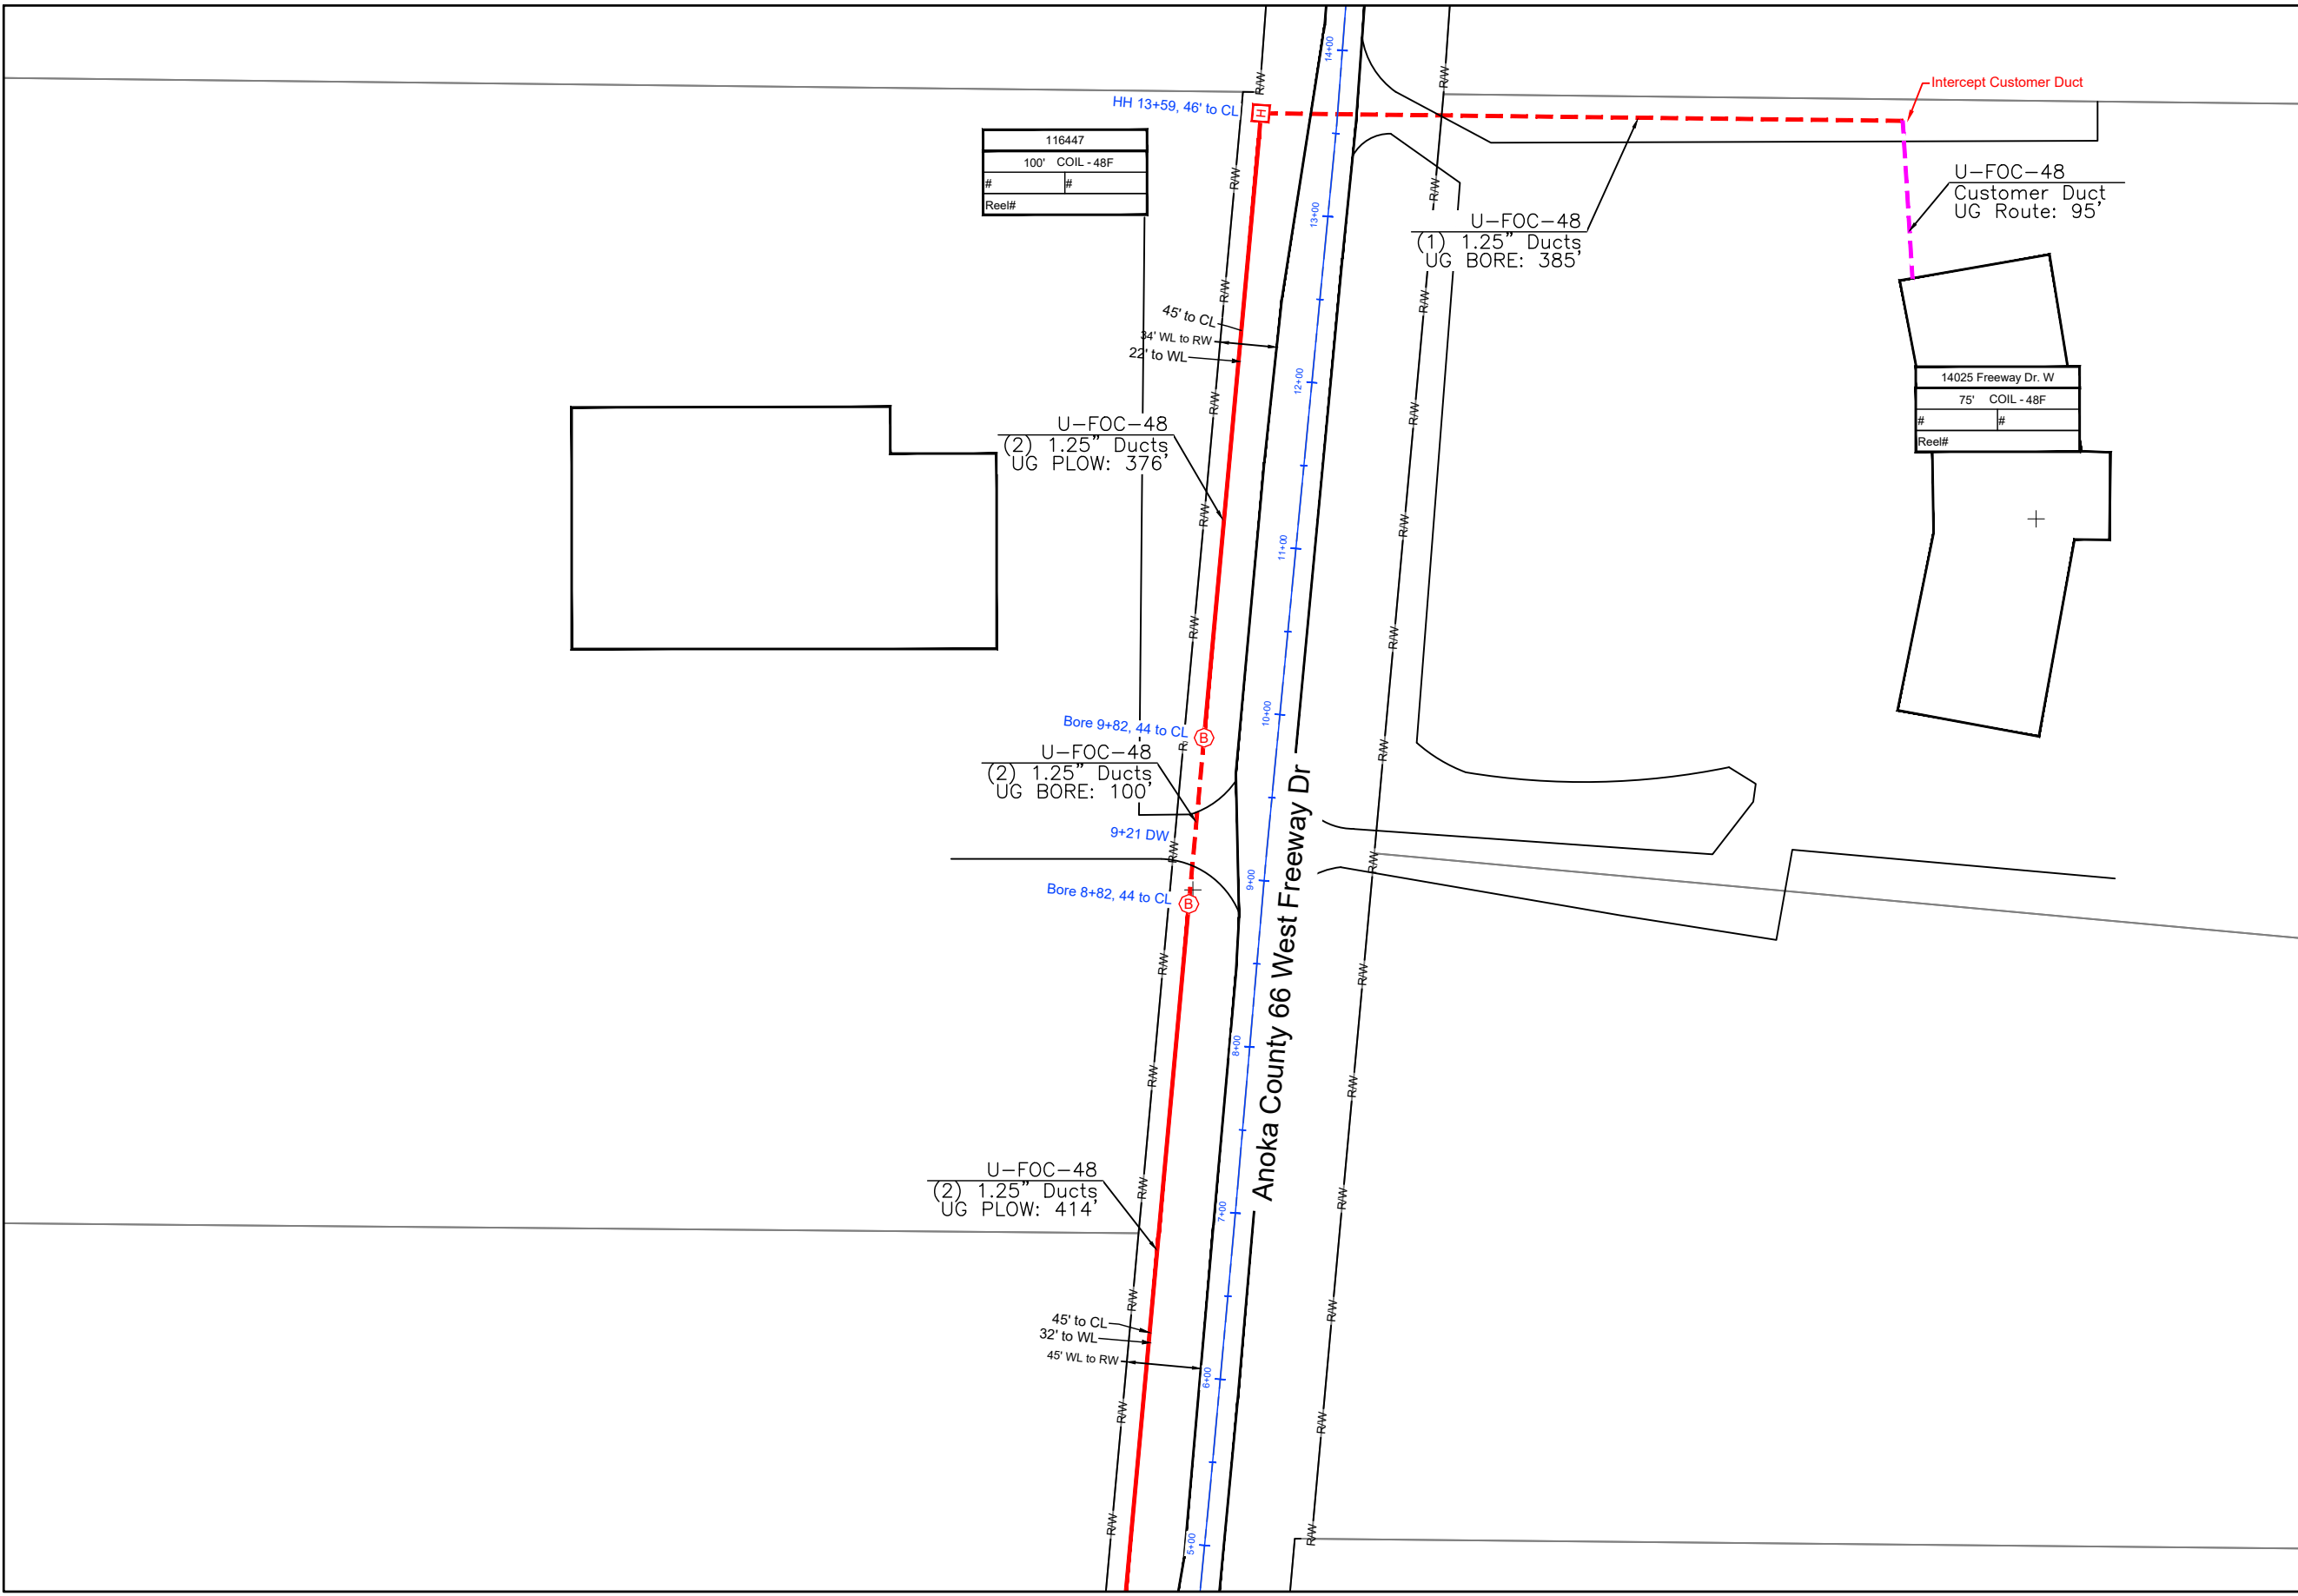 14+00
R/W
R/W
Intercept Customer Duct
HH 13+59, 46' to CL
H
116447
100' COIL - 48F
# #
Reel#
R/W
R/W
13+00
U-FOC-48
Customer Duct
UG Route: 95'
U-FOC-48
(1) 1.25" Ducts
UG BORE: 385'
R/W
R/W
45' to CL
34' WL to RW
22' to WL
12+00
14025 Freeway Dr. W
75' COIL - 48F
# #
Reel#
R/W
R/W
U-FOC-48
(2) 1.25" Ducts
UG PLOW: 376'
R/W
R/W
11+00
R/W
R/W
10+00
Bore 9+82, 44 to CL
B
R
R/W
U-FOC-48
(2) 1.25" Ducts
UG BORE: 100'
9+21 DW
R/W
R/W
9+00
Bore 8+82, 44 to CL
B
Anoka County 66 West Freeway Dr
R/W
R/W
8+00
R/W
R/W
U-FOC-48
(2) 1.25" Ducts
UG PLOW: 414'
R/W
R/W
7+00
R/W
R/W
45' to CL
32' to WL
45' WL to RW
6+00
R/W
R/W
R/W
R/W
5+00